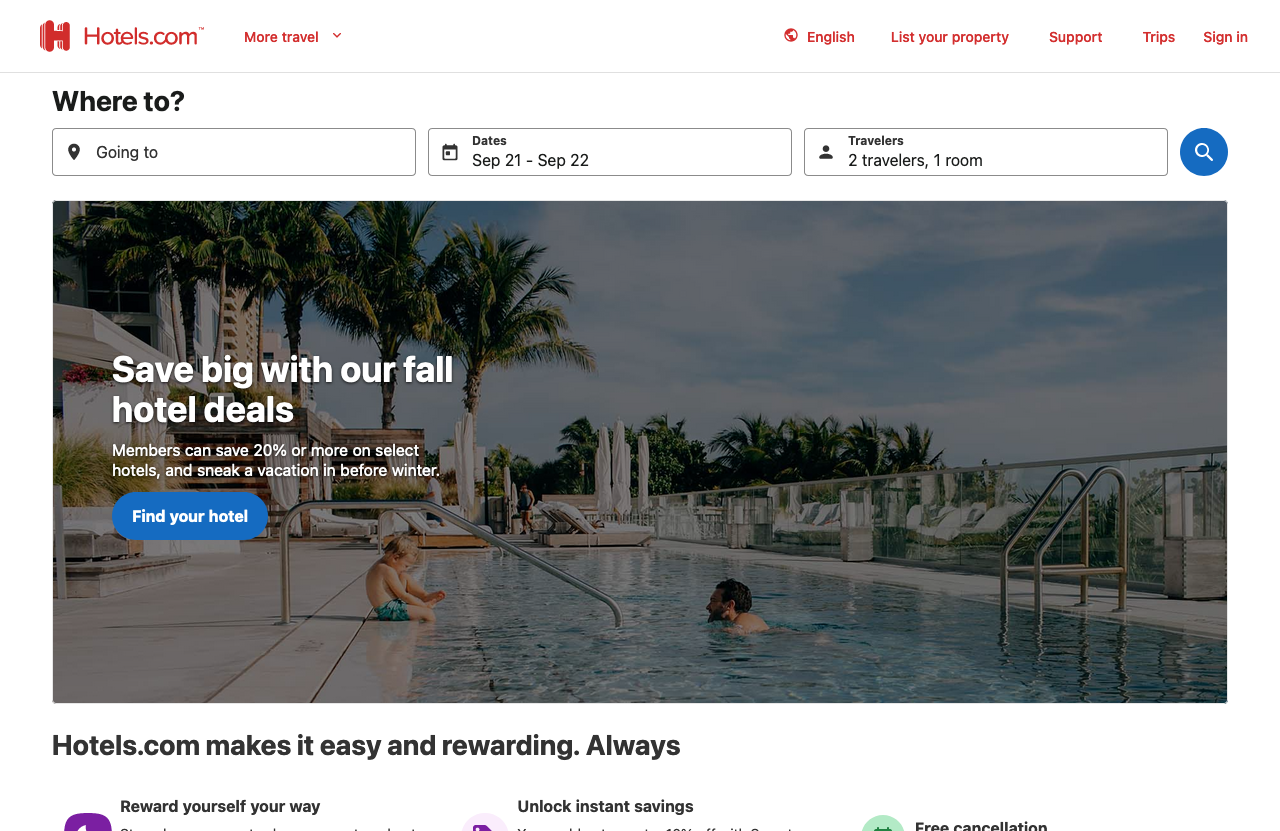 Hotels.com™
More travel
English
List your property
Support
Trips
Sign in
Where to?
Going to
Dates
Sep 21 - Sep 22
Travelers
2 travelers, 1 room
Save big with our fall
hotel deals
Members can save 20% or more on select
hotels, and sneak a vacation in before winter.
Find your hotel
Hotels.com makes it easy and rewarding. Always
Reward yourself your way
Unlock instant savings
Free cancellation